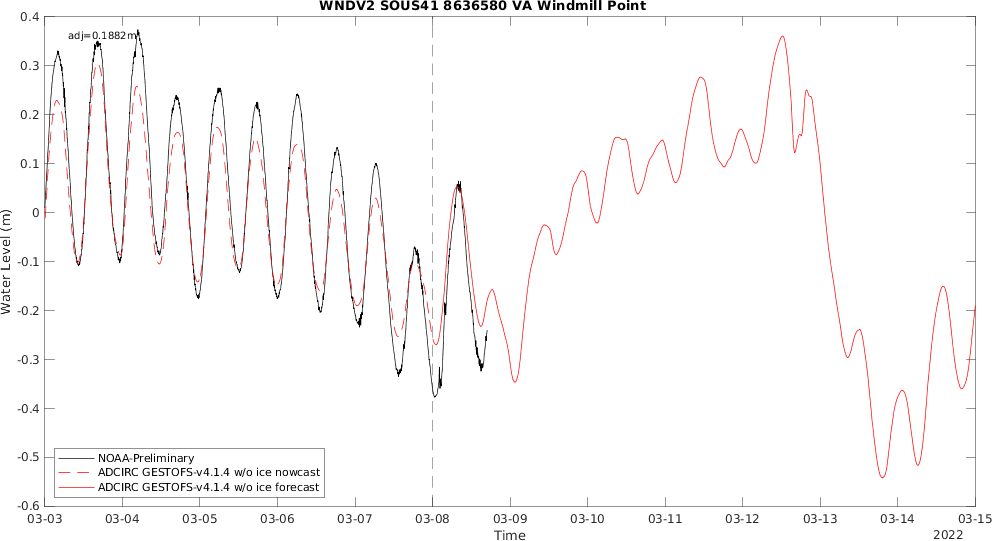 WNDV2 SOUS41 8636580 VA Windmill Point
adj=0.1882m
0.4
0.3
0.2
0.1
0
-0.1
-0.2
-0.3
-0.4
-0.5
-0.6
Water Level (m)
NOAA-Preliminary
ADCIRC GESTOFS-v4.1.4 w/o ice nowcast
ADCIRC GESTOFS-v4.1.4 w/o ice forecast
03-03 03-04 03-05 03-06 03-07 03-08 03-09 03-10 03-11 03-12 03-13 03-14 03-15
Time
2022